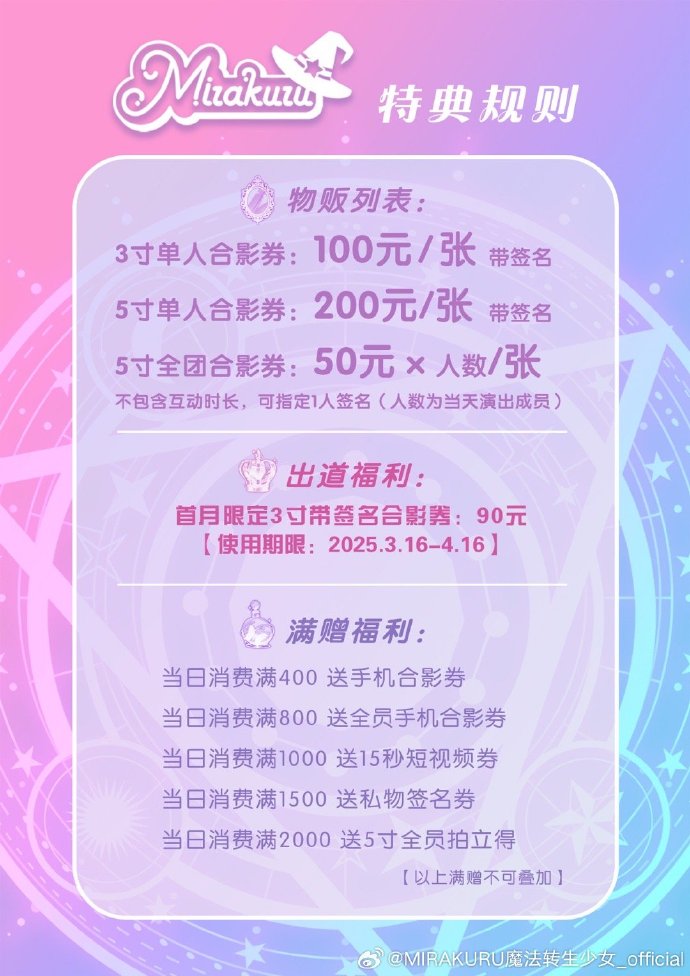 Mirakuru 特典规则
物贩列表：
3寸单人合影券：100元/张 带签名
5寸单人合影券：200元/张 带签名
5寸全团合影券：50元 × 人数/张
不包含互动时长，可指定1人签名（人数为当天演出成员）
出道福利：
首月限定3寸带签名合影券：90元
【使用期限：2025.3.16-4.16】
满赠福利：
当日消费满400 送手机合影券
当日消费满800 送全员手机合影券
当日消费满1000 送15秒短视频券
当日消费满1500 送私物签名券
当日消费满2000 送5寸全员拍立得
【以上满赠不可叠加】
@MIRAKURU魔法转生少女_official